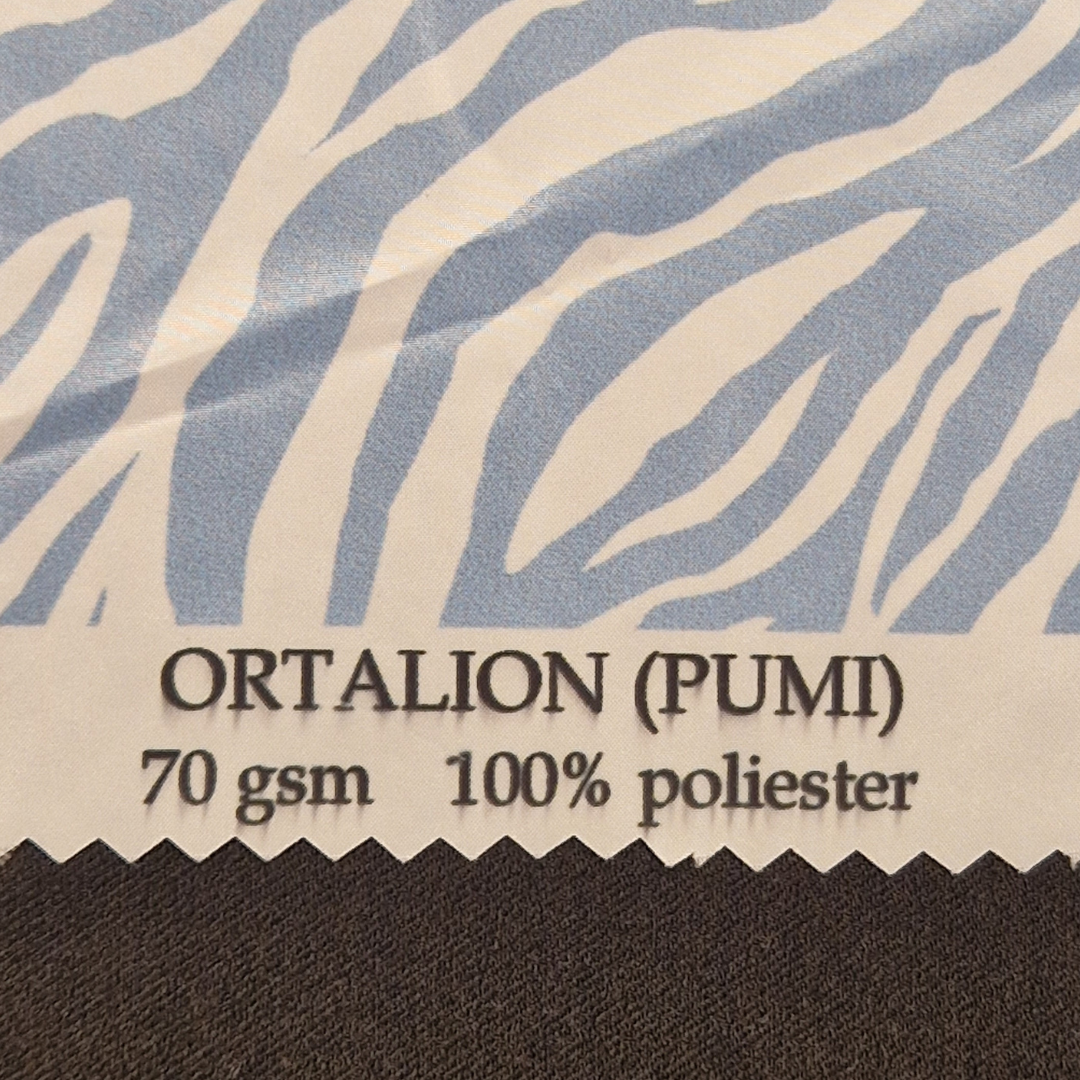 ORTALION (PUMI)
70 gsm 100% poliester